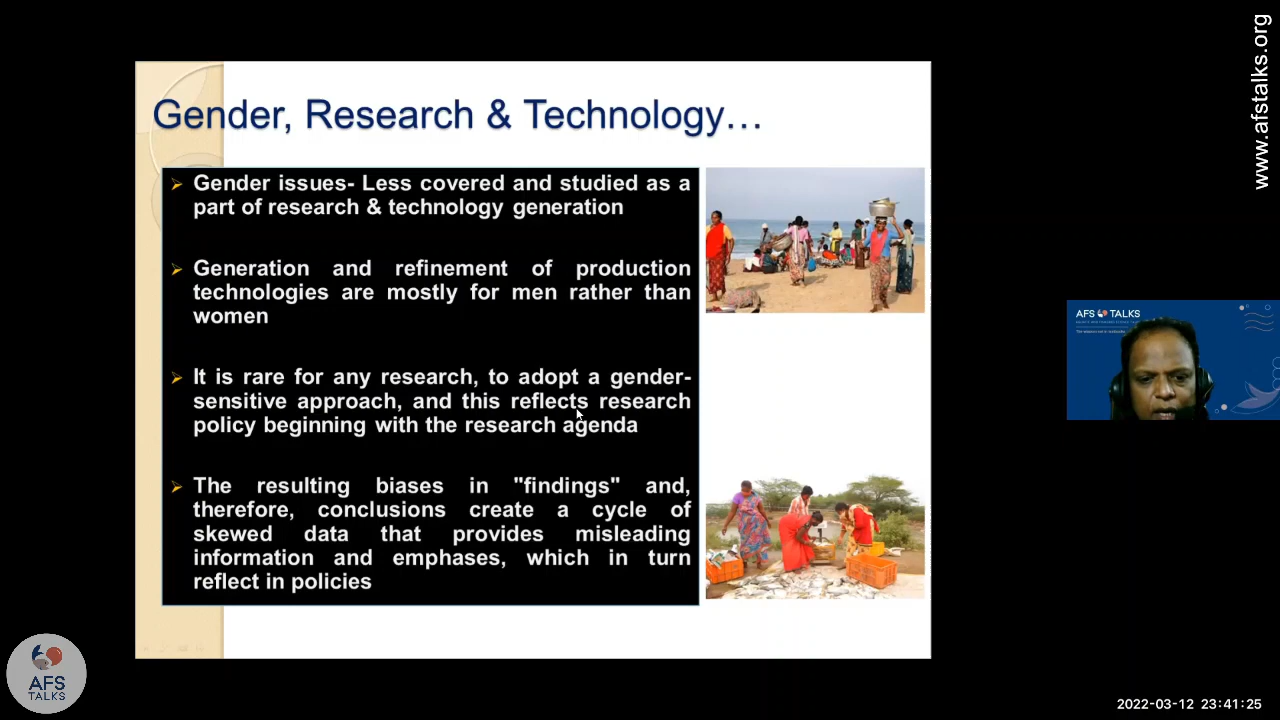 www.afstalks.org
Gender, Research & Technology…
Gender issues- Less covered and studied as a
part of research & technology generation
Generation and refinement of production
technologies are mostly for men rather than
women
It is rare for any research, to adopt a gender-
sensitive approach, and this reflects research
policy beginning with the research agenda
The resulting biases in "findings" and,
therefore, conclusions create a cycle of
skewed data that provides misleading
information and emphases, which in turn
reflect in policies
AFS TALKS
AFS
TALKS
2022-03-12 23:41:25